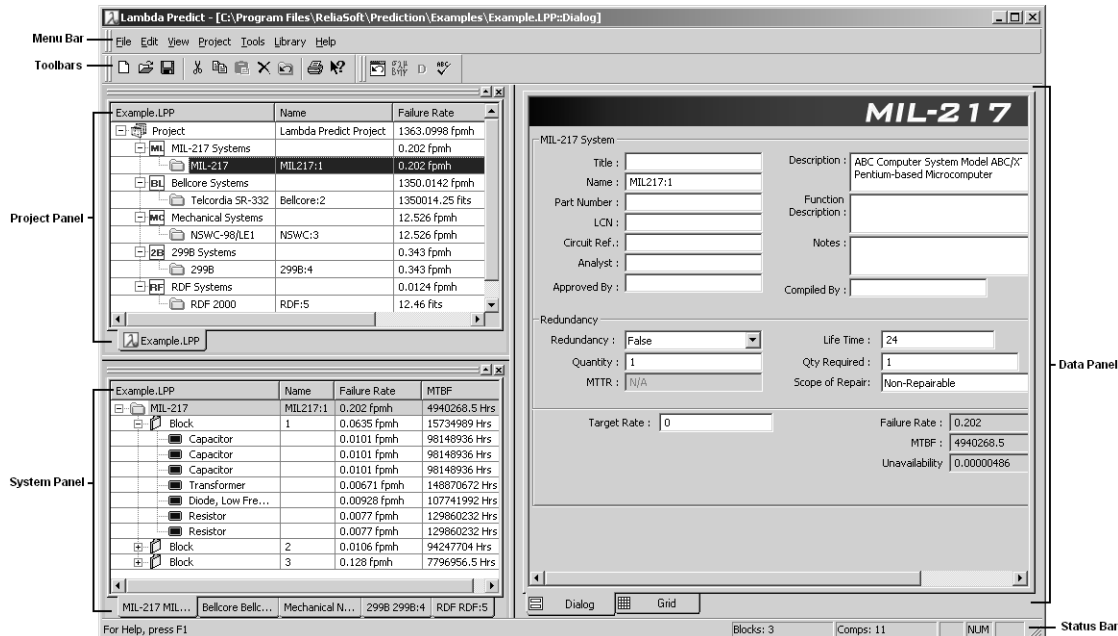 Lambda Predict - [C:\Program Files\ReliaSoft\Prediction\Examples\Example.LPP::Dialog]
Menu Bar
File Edit View Project Tools Library Help
Toolbars
Project Panel
Example.LPP Name Failure Rate
Project Lambda Predict Project 1363.0998 fpmh
ML MIL-217 Systems 0.202 fpmh
MIL-217 MIL217:1 0.202 fpmh
BL Bellcore Systems 1350.0142 fpmh
Telcordia SR-332 Bellcore:2 1350014.25 fits
MC Mechanical Systems 12.526 fpmh
NSWC-98/LE1 NSWC:3 12.526 fpmh
2B 299B Systems 0.343 fpmh
299B 299B:4 0.343 fpmh
RF RDF Systems 0.0124 fpmh
RDF 2000 RDF:5 12.46 fits
Example.LPP
System Panel
Example.LPP Name Failure Rate MTBF
MIL-217 MIL217:1 0.202 fpmh 4940268.5 Hrs
Block 1 0.0635 fpmh 15734989 Hrs
Capacitor 0.0101 fpmh 98148936 Hrs
Capacitor 0.0101 fpmh 98148936 Hrs
Capacitor 0.0101 fpmh 98148936 Hrs
Transformer 0.00671 fpmh 148870672 Hrs
Diode, Low Fre... 0.00928 fpmh 107741992 Hrs
Resistor 0.0077 fpmh 129860232 Hrs
Resistor 0.0077 fpmh 129860232 Hrs
Block 2 0.0106 fpmh 94247704 Hrs
Block 3 0.128 fpmh 7796956.5 Hrs
MIL-217 MIL... Bellcore Bellc... Mechanical N... 299B 299B:4 RDF RDF:5
MIL-217
MIL-217 System
Title :
Name : MIL217:1
Part Number :
LCN :
Circuit Ref.:
Analyst :
Approved By :
Description : ABC Computer System Model ABC/X
Pentium-based Microcomputer
Function
Description :
Notes :
Compiled By :
Redundancy
Redundancy : False
Quantity : 1
MTTR : N/A
Life Time : 24
Qty Required : 1
Scope of Repair: Non-Repairable
Target Rate : 0
Failure Rate : 0.202
MTBF : 4940268.5
Unavailability 0.00000486
Dialog Grid
Data Panel
For Help, press F1 Blocks: 3 Comps: 11 NUM
Status Bar